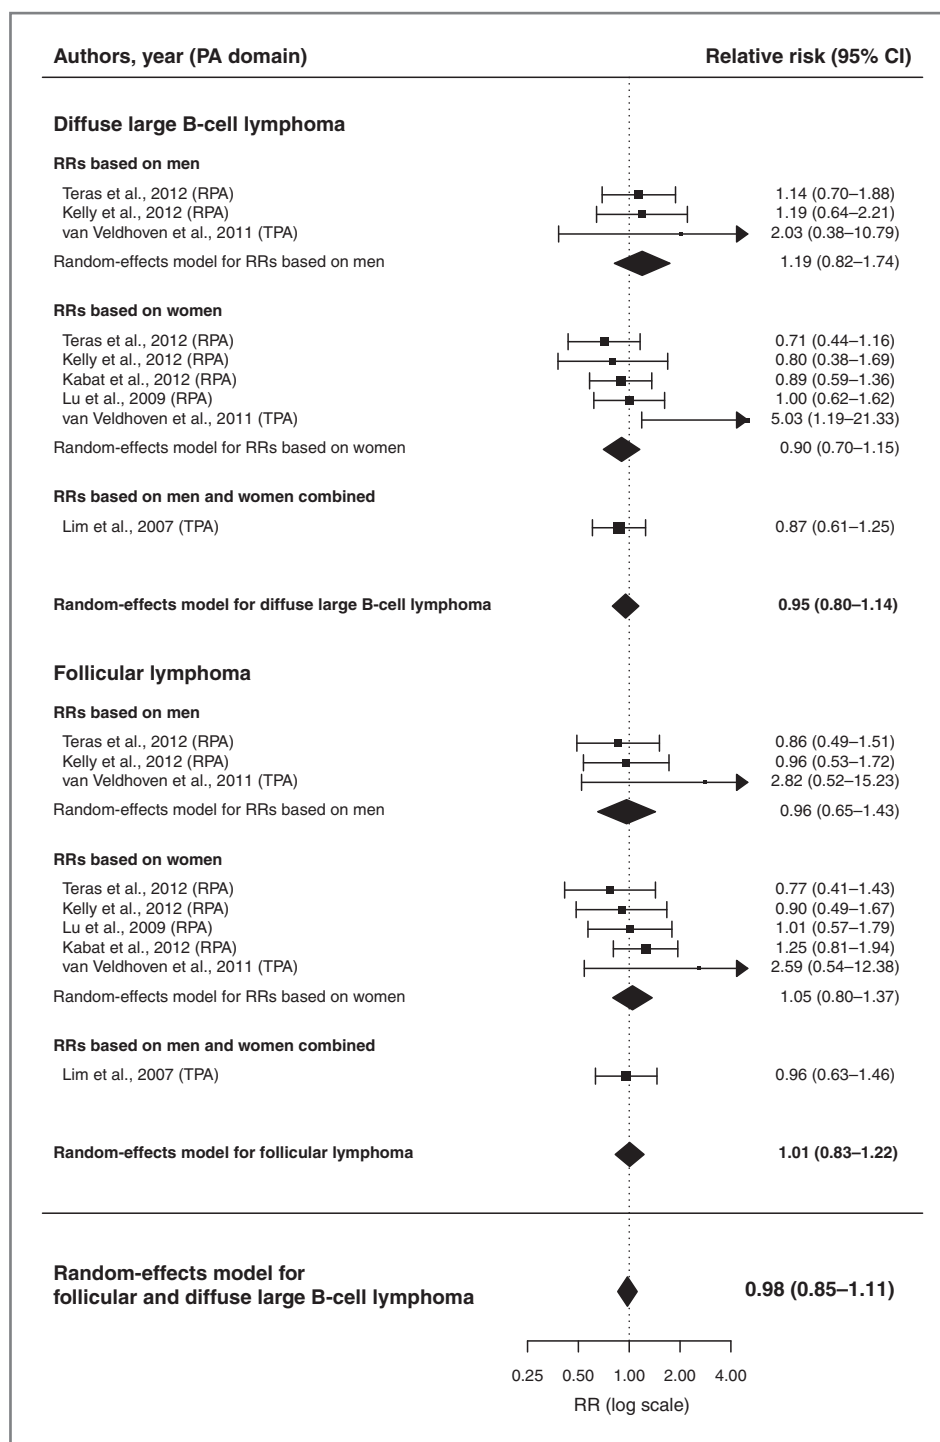 Authors, year (PA domain) Relative risk (95% CI)
Diffuse large B-cell lymphoma
RRs based on men
Teras et al., 2012 (RPA) 1.14 (0.70–1.88)
Kelly et al., 2012 (RPA) 1.19 (0.64–2.21)
van Veldhoven et al., 2011 (TPA) 2.03 (0.38–10.79)
Random-effects model for RRs based on men 1.19 (0.82–1.74)
RRs based on women
Teras et al., 2012 (RPA) 0.71 (0.44–1.16)
Kelly et al., 2012 (RPA) 0.80 (0.38–1.69)
Kabat et al., 2012 (RPA) 0.89 (0.59–1.36)
Lu et al., 2009 (RPA) 1.00 (0.62–1.62)
van Veldhoven et al., 2011 (TPA) 5.03 (1.19–21.33)
Random-effects model for RRs based on women 0.90 (0.70–1.15)
RRs based on men and women combined
Lim et al., 2007 (TPA) 0.87 (0.61–1.25)
Random-effects model for diffuse large B-cell lymphoma 0.95 (0.80–1.14)
Follicular lymphoma
RRs based on men
Teras et al., 2012 (RPA) 0.86 (0.49–1.51)
Kelly et al., 2012 (RPA) 0.96 (0.53–1.72)
van Veldhoven et al., 2011 (TPA) 2.82 (0.52–15.23)
Random-effects model for RRs based on men 0.96 (0.65–1.43)
RRs based on women
Teras et al., 2012 (RPA) 0.77 (0.41–1.43)
Kelly et al., 2012 (RPA) 0.90 (0.49–1.67)
Lu et al., 2009 (RPA) 1.01 (0.57–1.79)
Kabat et al., 2012 (RPA) 1.25 (0.81–1.94)
van Veldhoven et al., 2011 (TPA) 2.59 (0.54–12.38)
Random-effects model for RRs based on women 1.05 (0.80–1.37)
RRs based on men and women combined
Lim et al., 2007 (TPA) 0.96 (0.63–1.46)
Random-effects model for follicular lymphoma 1.01 (0.83–1.22)
Random-effects model for
follicular and diffuse large B-cell lymphoma 0.98 (0.85–1.11)
0.25 0.50 1.00 2.00 4.00
RR (log scale)